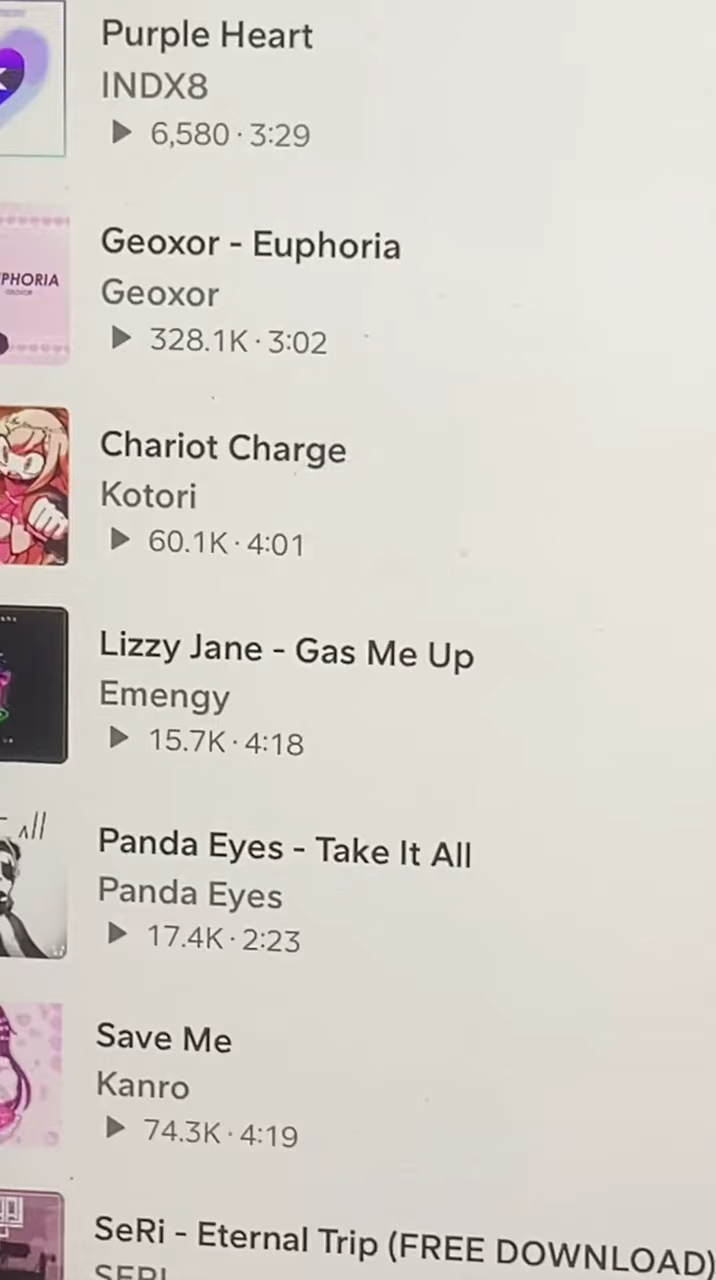 Purple Heart
INDX8
6,580 · 3:29
PHORIA
Geoxor - Euphoria
Geoxor
328.1K · 3:02
Chariot Charge
Kotori
60.1K · 4:01
Lizzy Jane - Gas Me Up
Emengy
15.7K · 4:18
All
Panda Eyes - Take It All
Panda Eyes
17.4K · 2:23
Save Me
Kanro
74.3K · 4:19
SeRi - Eternal Trip (FREE DOWNLOAD)
SERI